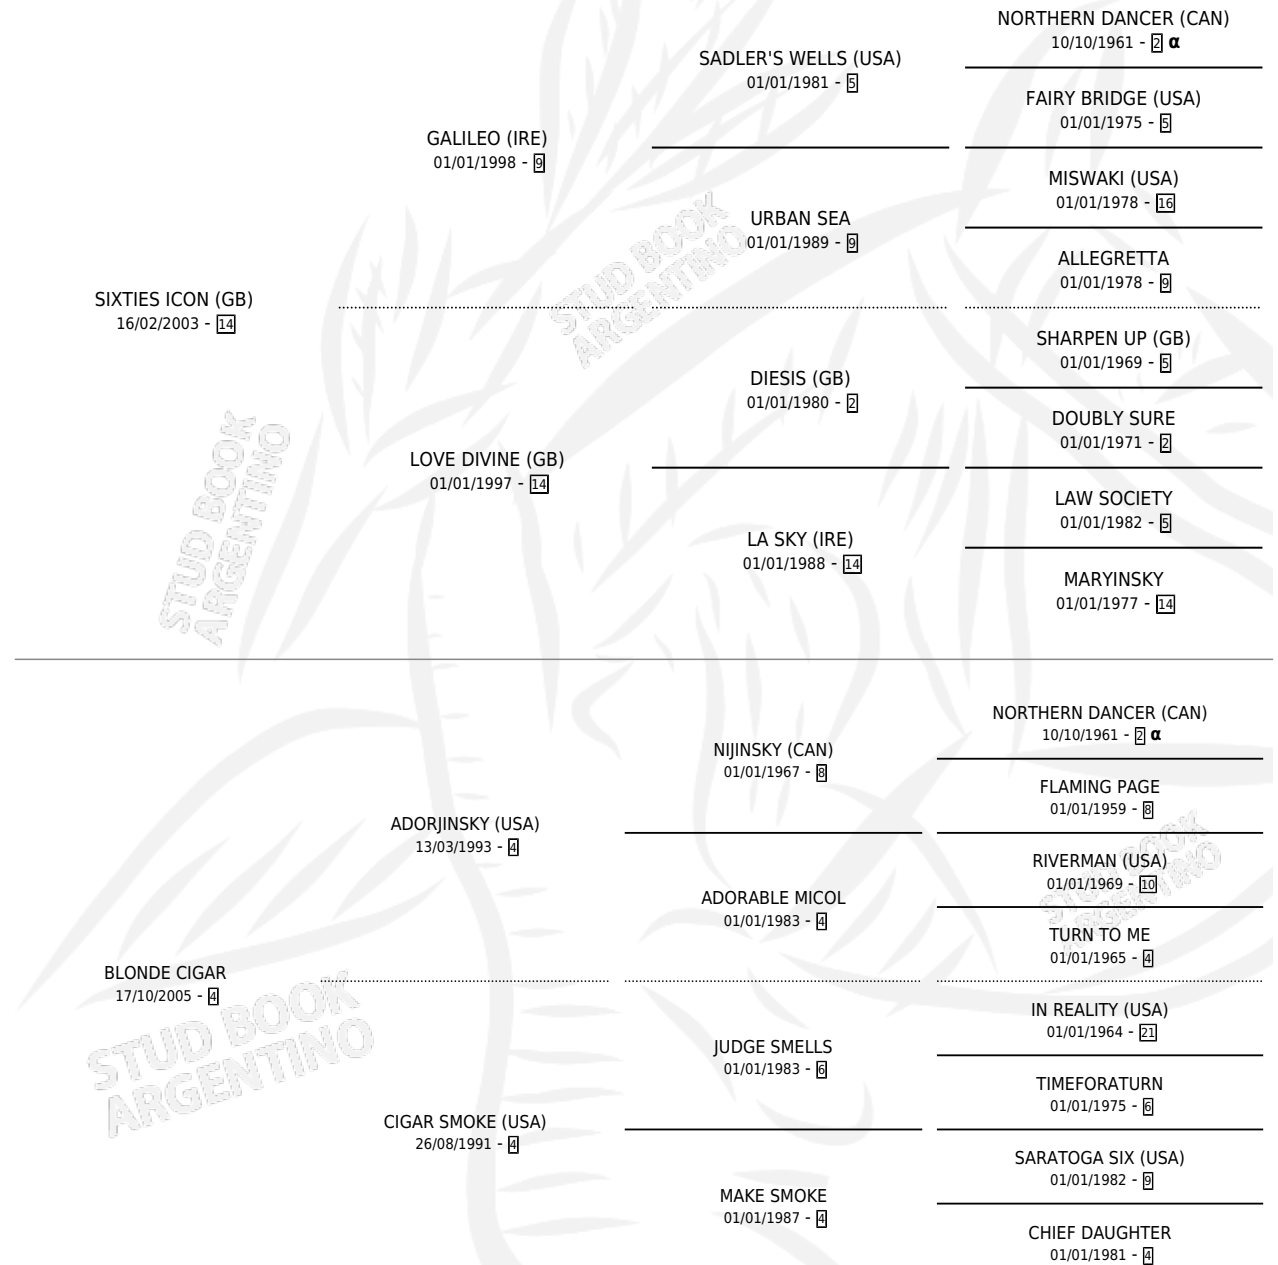 SIXTIES ICON (GB)
16/02/2003 - 14
GALILEO (IRE)
01/01/1998 - 9
LOVE DIVINE (GB)
01/01/1997 - 14
SADLER'S WELLS (USA)
01/01/1981 - 5
URBAN SEA
01/01/1989 - 9
DIESIS (GB)
01/01/1980 - 2
LA SKY (IRE)
01/01/1988 - 14
NORTHERN DANCER (CAN)
10/10/1961 - 2 α
FAIRY BRIDGE (USA)
01/01/1975 - 5
MISWAKI (USA)
01/01/1978 - 16
ALLEGRETTA
01/01/1978 - 9
SHARPEN UP (GB)
01/01/1969 - 5
DOUBLY SURE
01/01/1971 - 2
LAW SOCIETY
01/01/1982 - 5
MARYINSKY
01/01/1977 - 14
BLONDE CIGAR
17/10/2005 - 4
ADORJINSKY (USA)
13/03/1993 - 4
CIGAR SMOKE (USA)
26/08/1991 - 4
NIJINSKY (CAN)
01/01/1967 - 8
ADORABLE MICOL
01/01/1983 - 4
JUDGE SMELLS
01/01/1983 - 6
MAKE SMOKE
01/01/1987 - 4
NORTHERN DANCER (CAN)
10/10/1961 - 2 α
FLAMING PAGE
01/01/1959 - 8
RIVERMAN (USA)
01/01/1969 - 10
TURN TO ME
01/01/1965 - 4
IN REALITY (USA)
01/01/1964 - 21
TIMEFORATURN
01/01/1975 - 6
SARATOGA SIX (USA)
01/01/1982 - 9
CHIEF DAUGHTER
01/01/1981 - 4
STUD BOOK
ARGENTINO
STUD BOOK
ARGENTINO
STUD BOOK
ARGENTINO
STUD BOOK
ARGENTINO